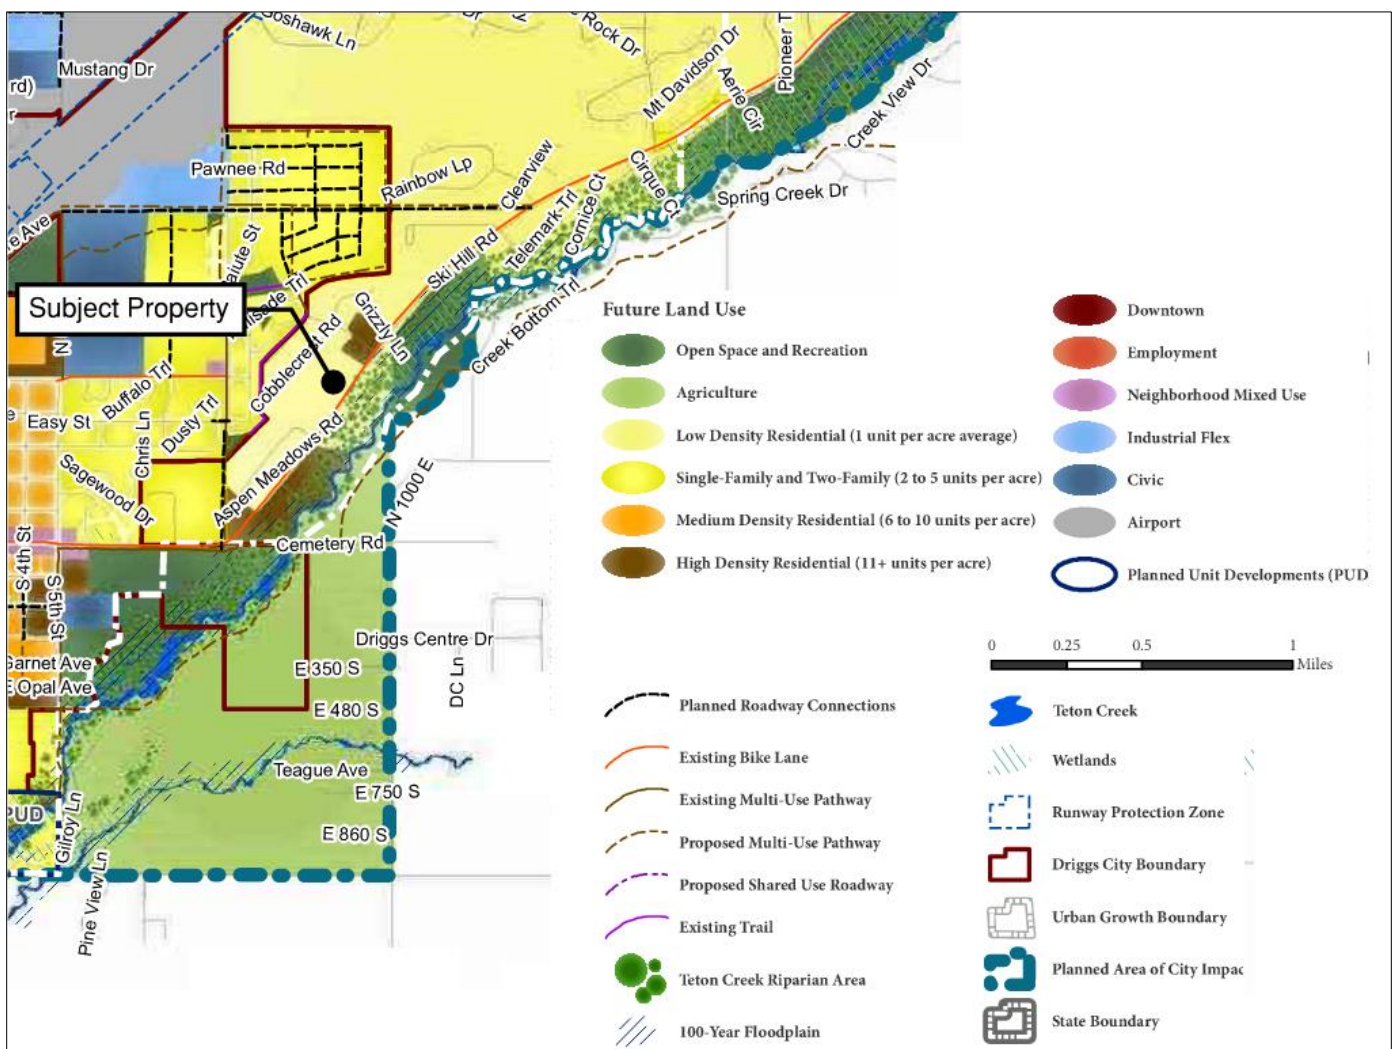 Goshawk Ln
Dr
Rock Dr
Mustang Dr
rd)
r
Mt Davidson Dr
Aerie Clr
Pioneer T
Creek View Dr
Pawnee Rd
Rainbow Lp
Clearview
Cirque Ct
Spring Creek Dr
e Ave
aiute St
Telemark Trl
Cornice Ct
Ski Hill Rd
Subject Property
Palisade Trl
Grizzly Ln
Creek Bottom Trl
N
Cobblecrest Rd
Buffalo Trl
Easy St
e
Dusty Trl
Chris Ln
Sagewood Dr
Aspen Meadows Rd
N 1000 E
Cemetery Rd
S 4th St
S 5th St
Driggs Centre Dr
Garnet Ave
E Opal Ave
E 350 S
DC Ln
E 480 S
Teague Ave
E 750 S
PUD
Gilroy Ln
E 860 S
Pine View Ln
Future Land Use
Open Space and Recreation
Agriculture
Low Density Residential (1 unit per acre average)
Single-Family and Two-Family (2 to 5 units per acre)
Medium Density Residential (6 to 10 units per acre)
High Density Residential (11+ units per acre)
Downtown
Employment
Neighborhood Mixed Use
Industrial Flex
Civic
Airport
Planned Unit Developments (PUD
0 0.25 0.5 1
Miles
Planned Roadway Connections
Existing Bike Lane
Existing Multi-Use Pathway
Proposed Multi-Use Pathway
Proposed Shared Use Roadway
Existing Trail
Teton Creek Riparian Area
100-Year Floodplain
Teton Creek
Wetlands
Runway Protection Zone
Driggs City Boundary
Urban Growth Boundary
Planned Area of City Impac
State Boundary